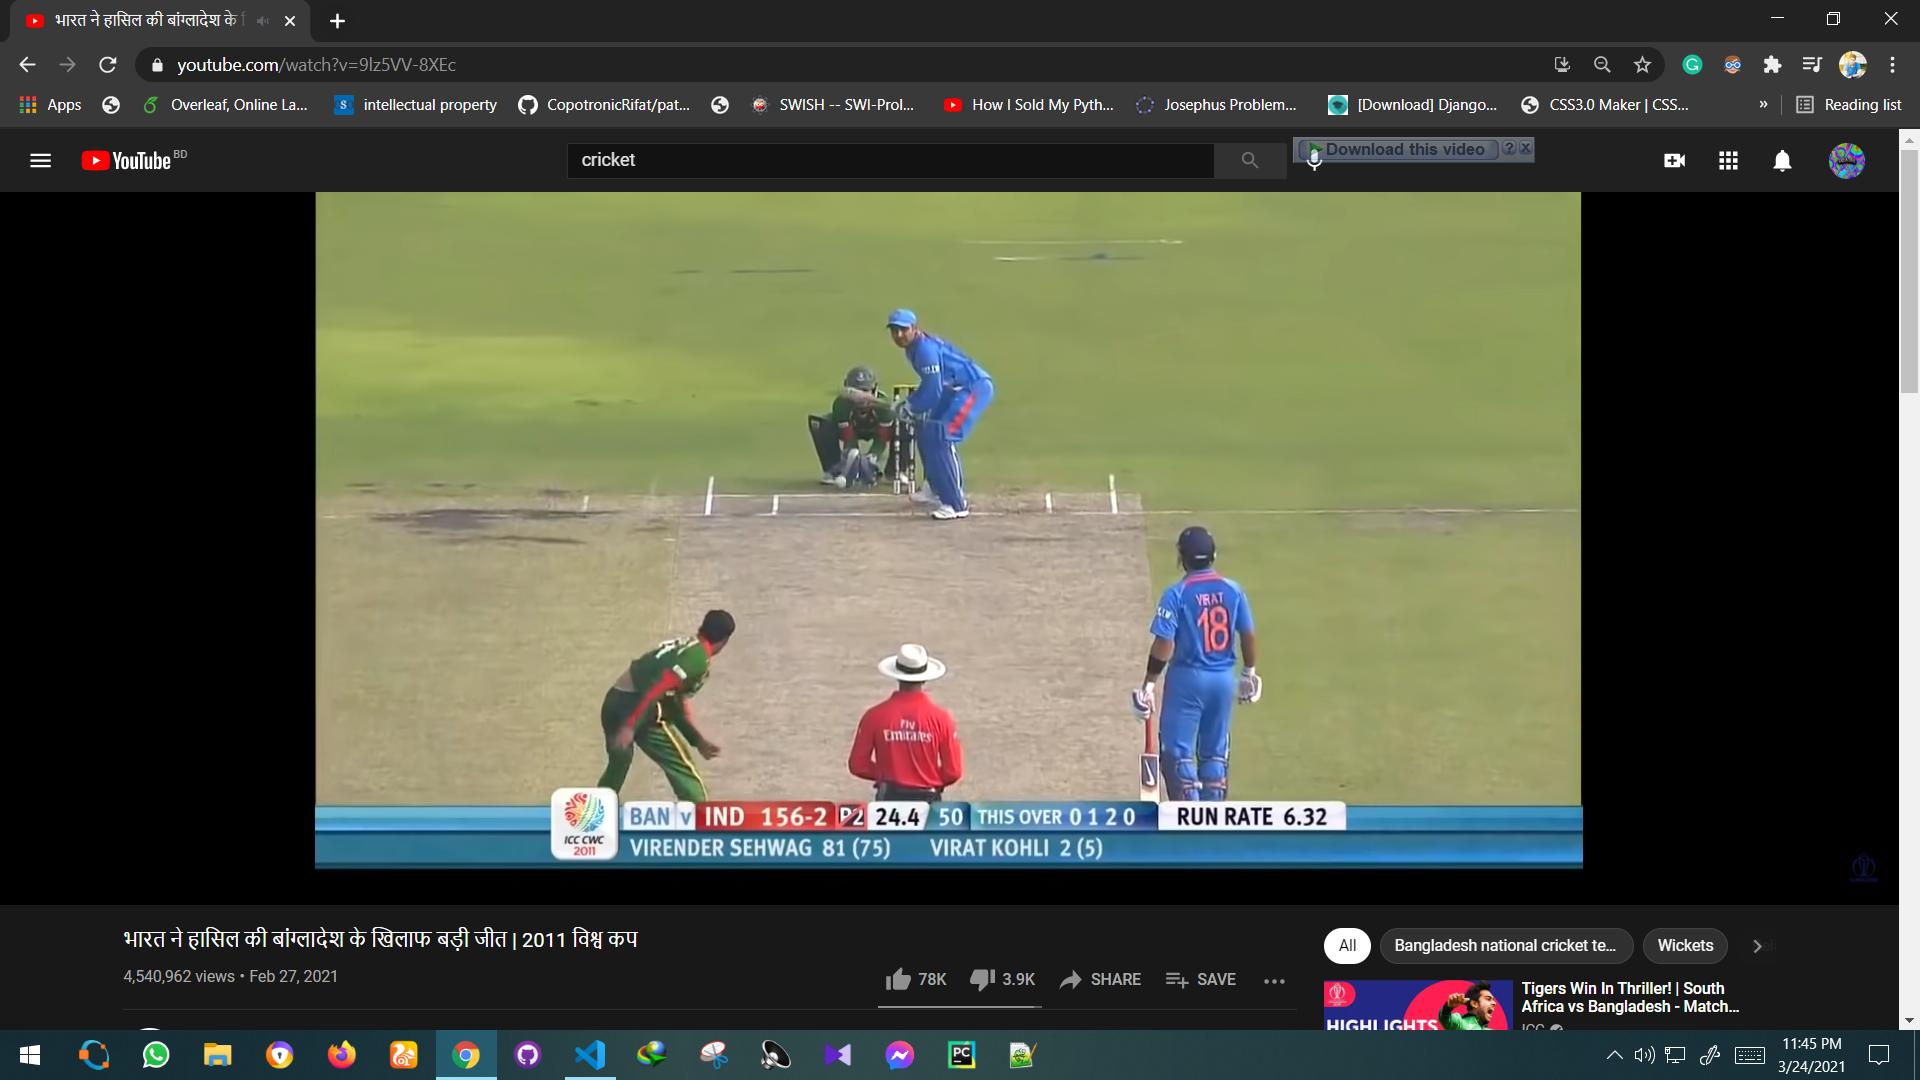 भारत ने हासिल की बांग्लादेश के
youtube.com/watch?v=9lz5VV-8XEc
Apps
Overleaf, Online La...
intellectual property
CopotronicRifat/pat...
SWISH -- SWI-Prol...
How I Sold My Pyth...
Josephus Problem...
[Download] Django...
CSS3.0 Maker | CSS...
»
Reading list
YouTube BD
cricket
Download this video ? x
VIRAT
18
Fly
Emirates
BAN v IND 156-2 P2 24.4 50 THIS OVER 0 1 2 0 RUN RATE 6.32
ICC CWC
2011
VIRENDER SEHWAG 81 (75) VIRAT KOHLI 2 (5)
भारत ने हासिल की बांग्लादेश के खिलाफ बड़ी जीत | 2011 विश्व कप
4,540,962 views • Feb 27, 2021
78K 3.9K SHARE SAVE
All Bangladesh national cricket te... Wickets
Tigers Win In Thriller! | South
Africa vs Bangladesh - Match...
HIGHLIGHTS
ICC
PC
11:45 PM
3/24/2021